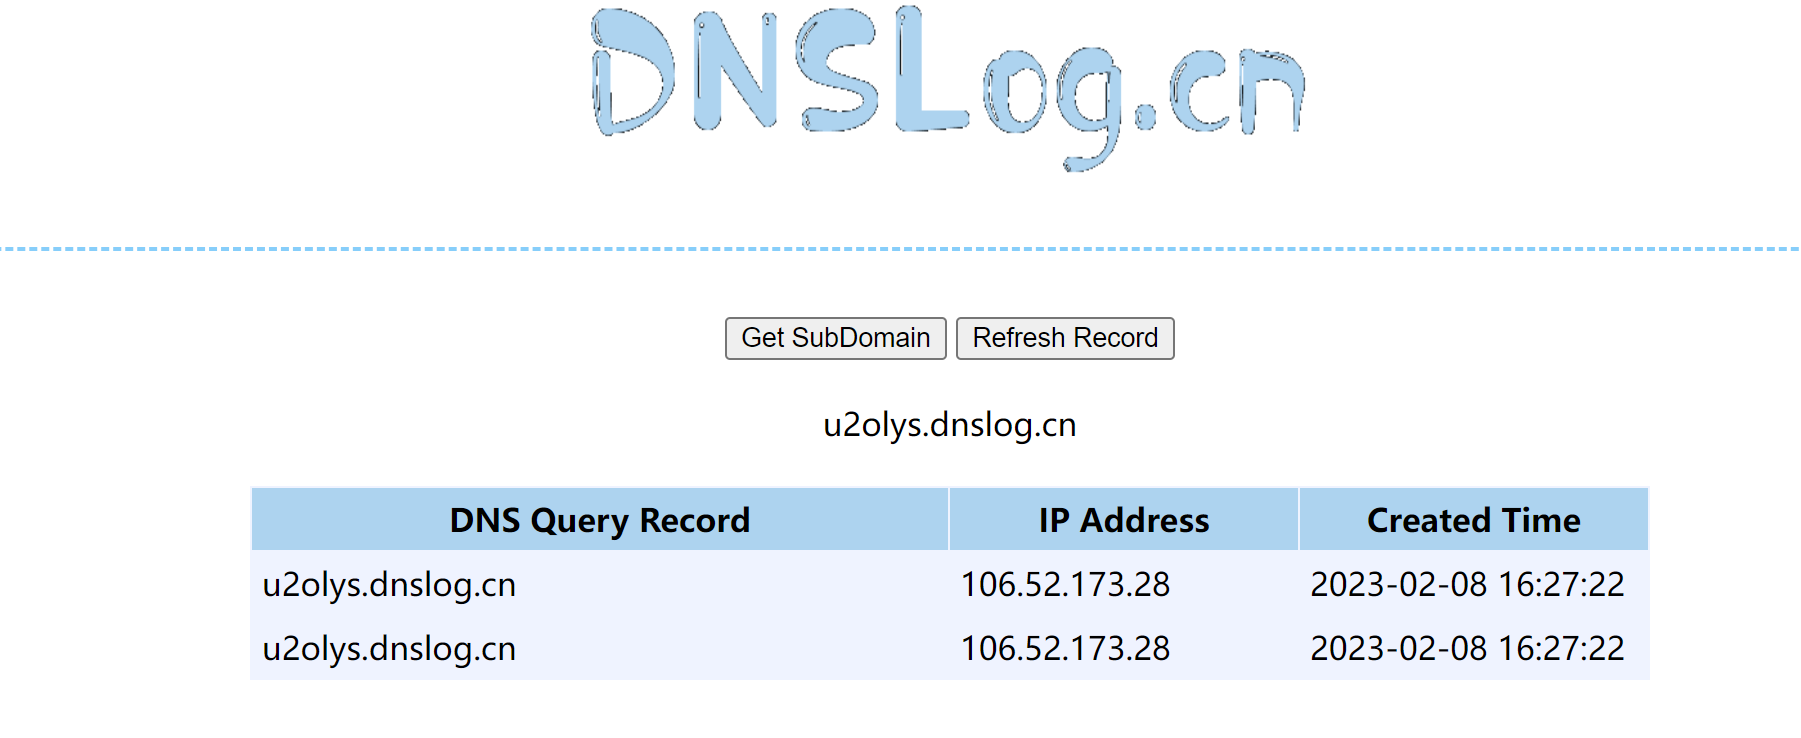 DNSLog.cn
Get SubDomain Refresh Record
u2olys.dnslog.cn
DNS Query Record IP Address Created Time
u2olys.dnslog.cn 106.52.173.28 2023-02-08 16:27:22
u2olys.dnslog.cn 106.52.173.28 2023-02-08 16:27:22